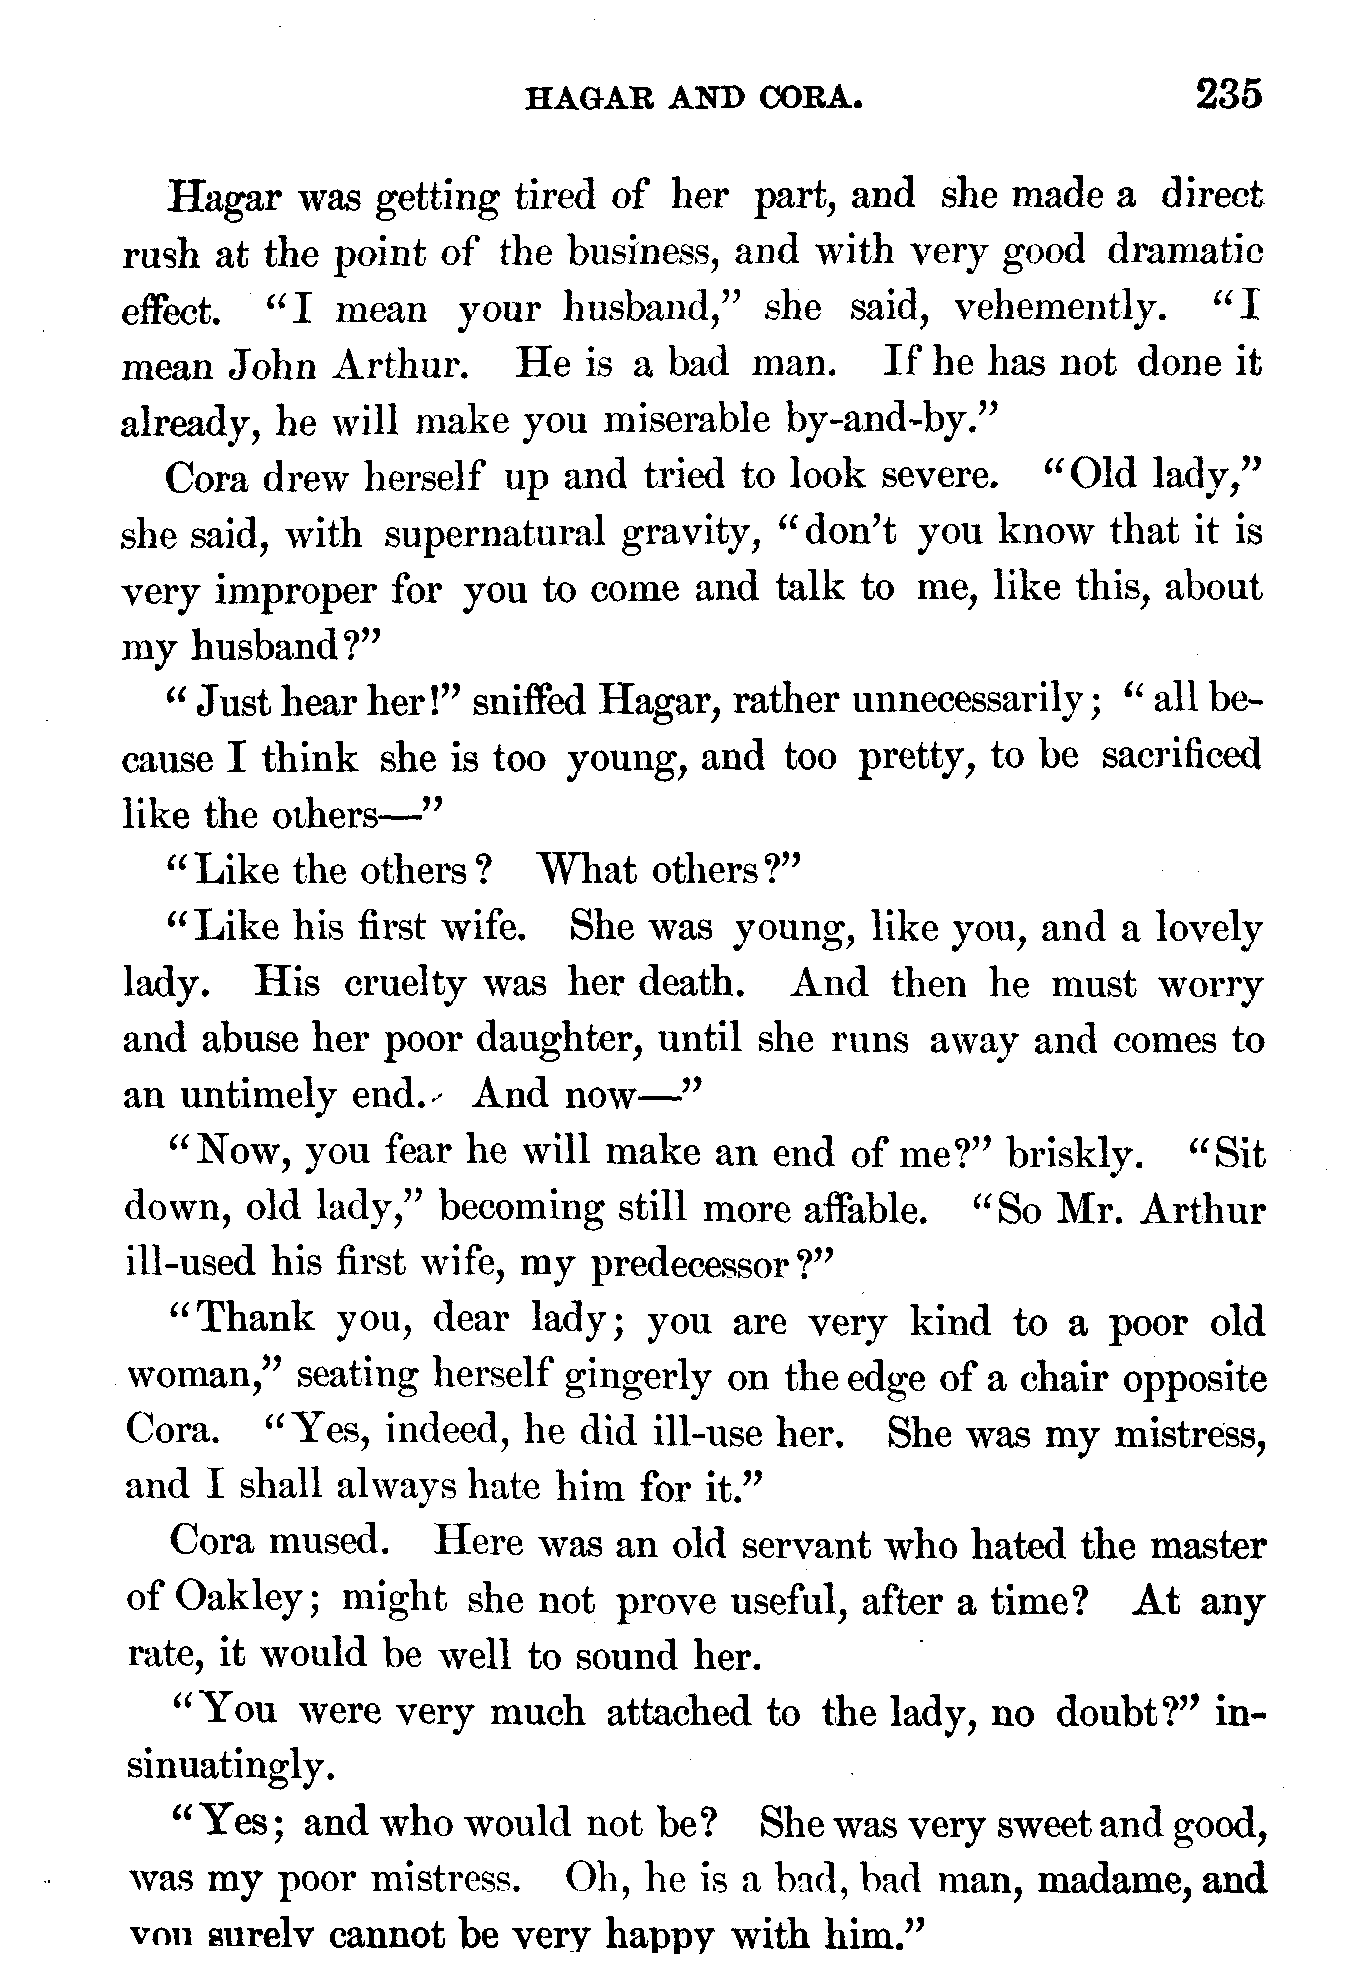 HAGAR AND CORA. 235
Hagar was getting tired of her part, and she made a direct
rush at the point of the business, and with very good dramatic
effect. “I mean your husband,” she said, vehemently. “I
mean John Arthur. He is a bad man. If he has not done it
already, he will make you miserable by-and-by.”
Cora drew herself up and tried to look severe. “Old lady,”
she said, with supernatural gravity, “don’t you know that it is
very improper for you to come and talk to me, like this, about
my husband?”
“Just hear her!” sniffed Hagar, rather unnecessarily; “all be-
cause I think she is too young, and too pretty, to be sacrificed
like the others—”
“Like the others? What others?”
“Like his first wife. She was young, like you, and a lovely
lady. His cruelty was her death. And then he must worry
and abuse her poor daughter, until she runs away and comes to
an untimely end. And now—”
“Now, you fear he will make an end of me?” briskly. “Sit
down, old lady,” becoming still more affable. “So Mr. Arthur
ill-used his first wife, my predecessor?”
“Thank you, dear lady; you are very kind to a poor old
woman,” seating herself gingerly on the edge of a chair opposite
Cora. “Yes, indeed, he did ill-use her. She was my mistress,
and I shall always hate him for it.”
Cora mused. Here was an old servant who hated the master
of Oakley; might she not prove useful, after a time? At any
rate, it would be well to sound her.
“You were very much attached to the lady, no doubt?” in-
sinuatingly.
“Yes; and who would not be? She was very sweet and good,
was my poor mistress. Oh, he is a bad, bad man, madame, and
you surely cannot be very happy with him.”